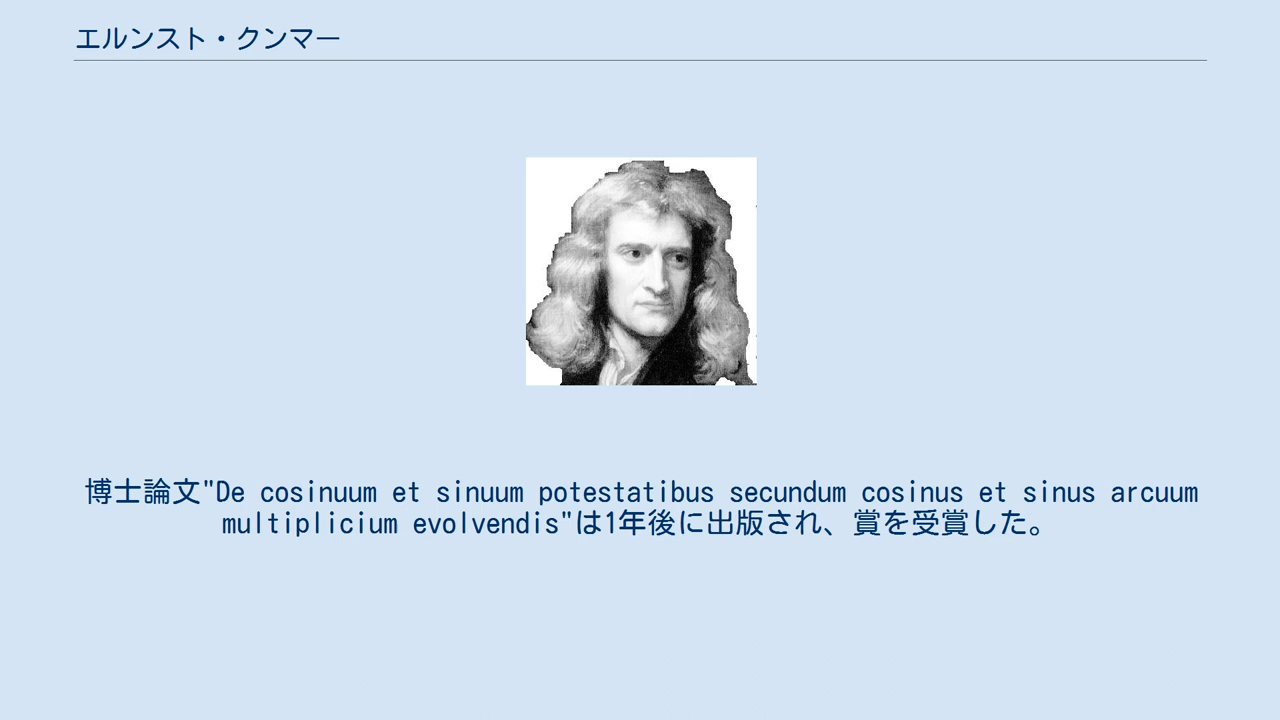 エルンスト・クンマー
博士論文"De cosinuum et sinuum potestatibus secundum cosinus et sinus arcuum
multiplicium evolvendis"は1年後に出版され、賞を受賞した。